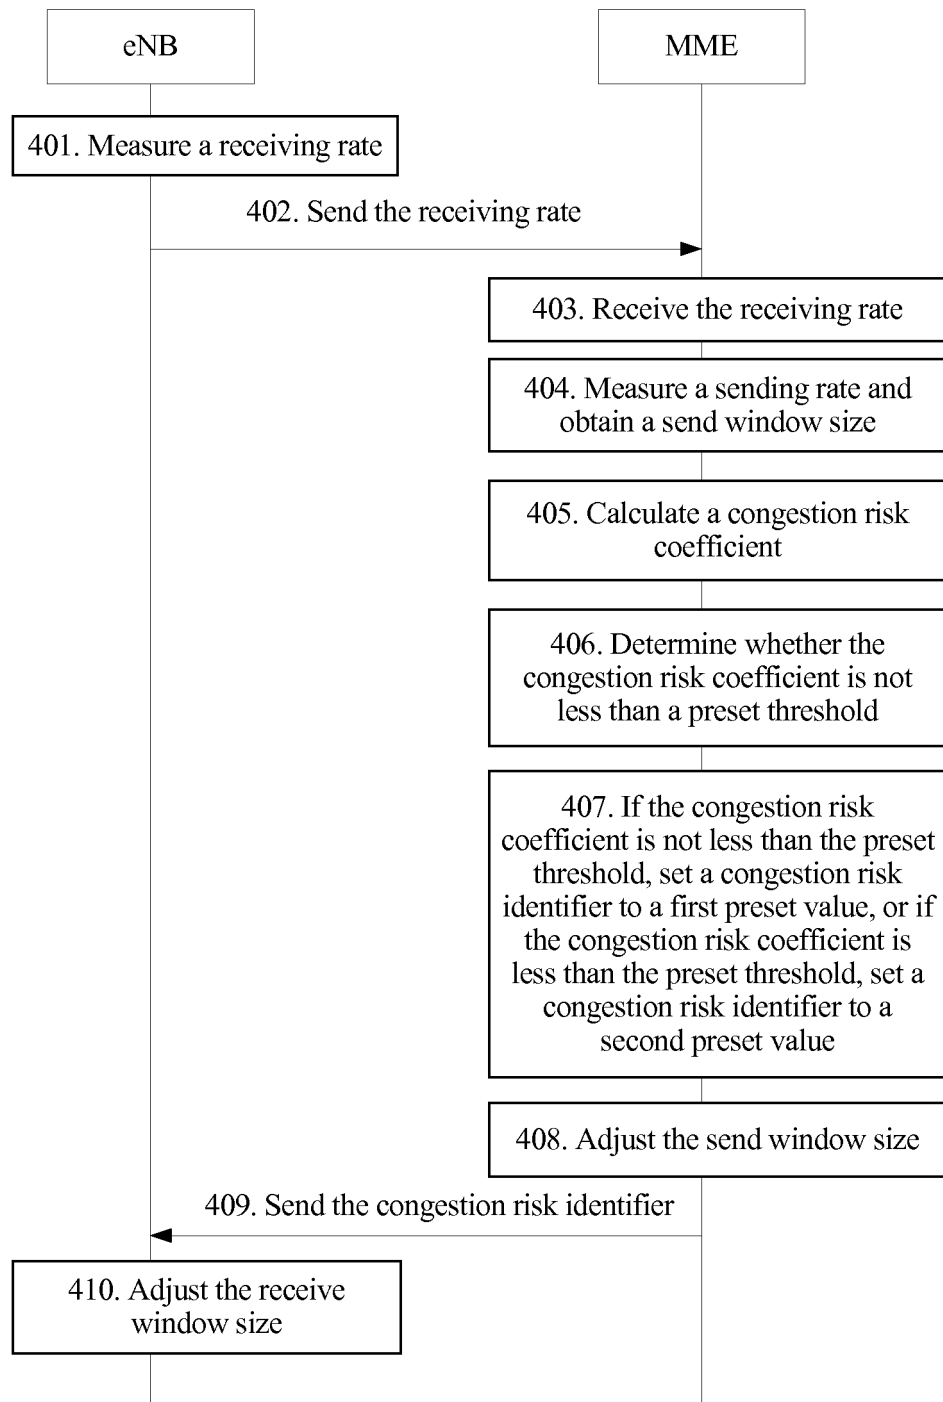 eNB
MME
401. Measure a receiving rate
402. Send the receiving rate
403. Receive the receiving rate
404. Measure a sending rate and
obtain a send window size
405. Calculate a congestion risk
coefficient
406. Determine whether the
congestion risk coefficient is not
less than a preset threshold
407. If the congestion risk
coefficient is not less than the preset
threshold, set a congestion risk
identifier to a first preset value, or if
the congestion risk coefficient is
less than the preset threshold, set a
congestion risk identifier to a
second preset value
408. Adjust the send window size
409. Send the congestion risk identifier
410. Adjust the receive
window size